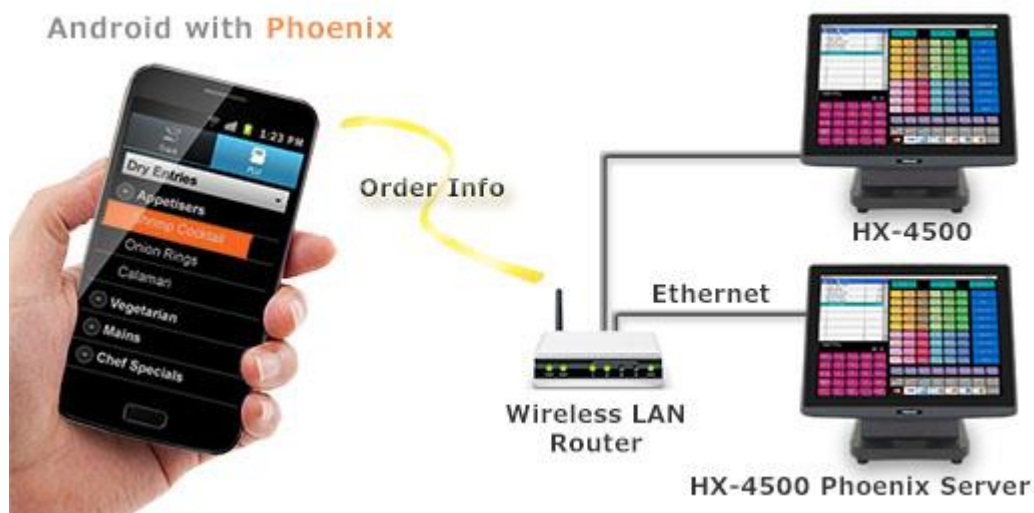 Android with Phoenix
1:23 PM
PLU
Dry Entries
Appetisers
Shrimp Cocktail
Onion Rings
Calamari
Vegetarian
Mains
Chef Specials
Order Info
HX-4500
Ethernet
Wireless LAN
Router
HX-4500 Phoenix Server